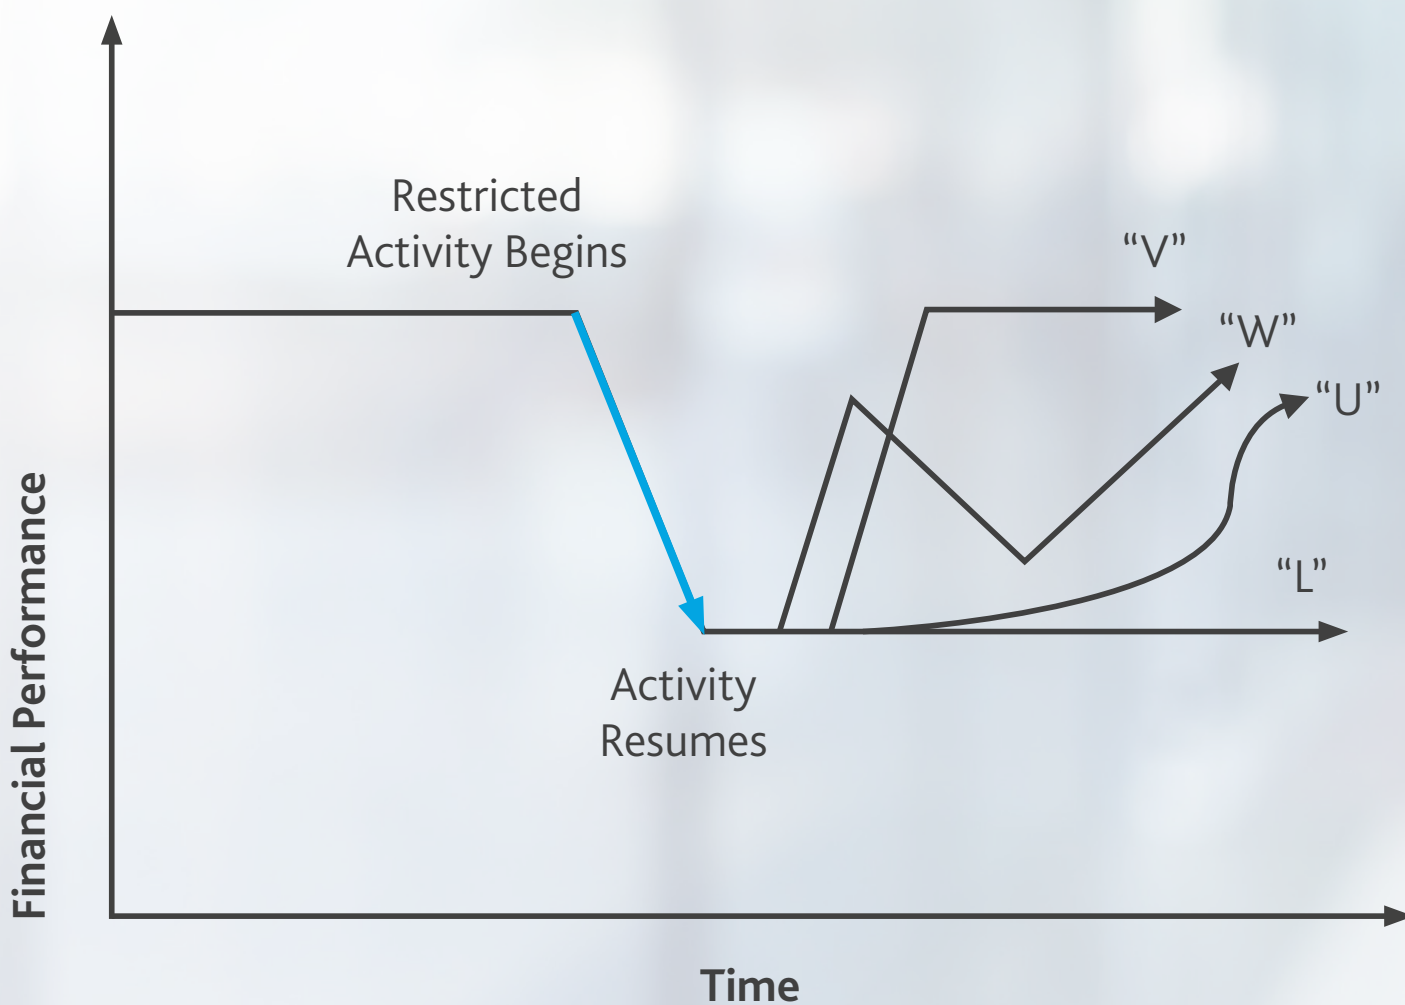 Restricted
Activity Begins
“V”
“W”
“U”
“L”
Activity
Resumes
Financial Performance
Time